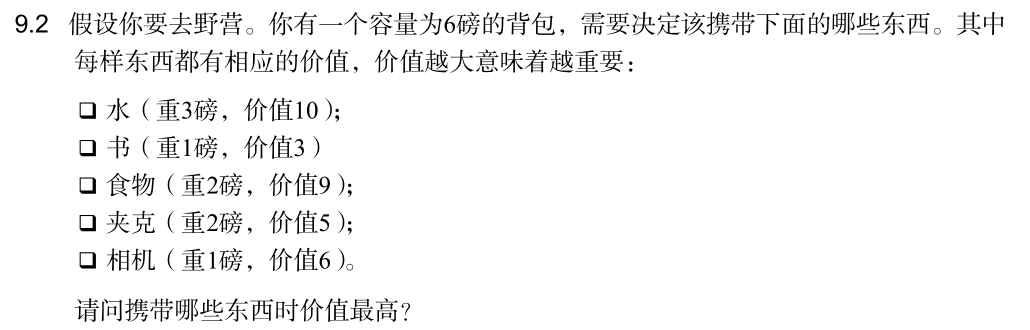 9.2 假设你要去野营。你有一个容量为6磅的背包，需要决定该携带下面的哪些东西。其中
每样东西都有相应的价值，价值越大意味着越重要：
❑ 水（重3磅，价值10）；
❑ 书（重1磅，价值3）
❑ 食物（重2磅，价值9）；
❑ 夹克（重2磅，价值5）；
❑ 相机（重1磅，价值6）。
请问携带哪些东西时价值最高？